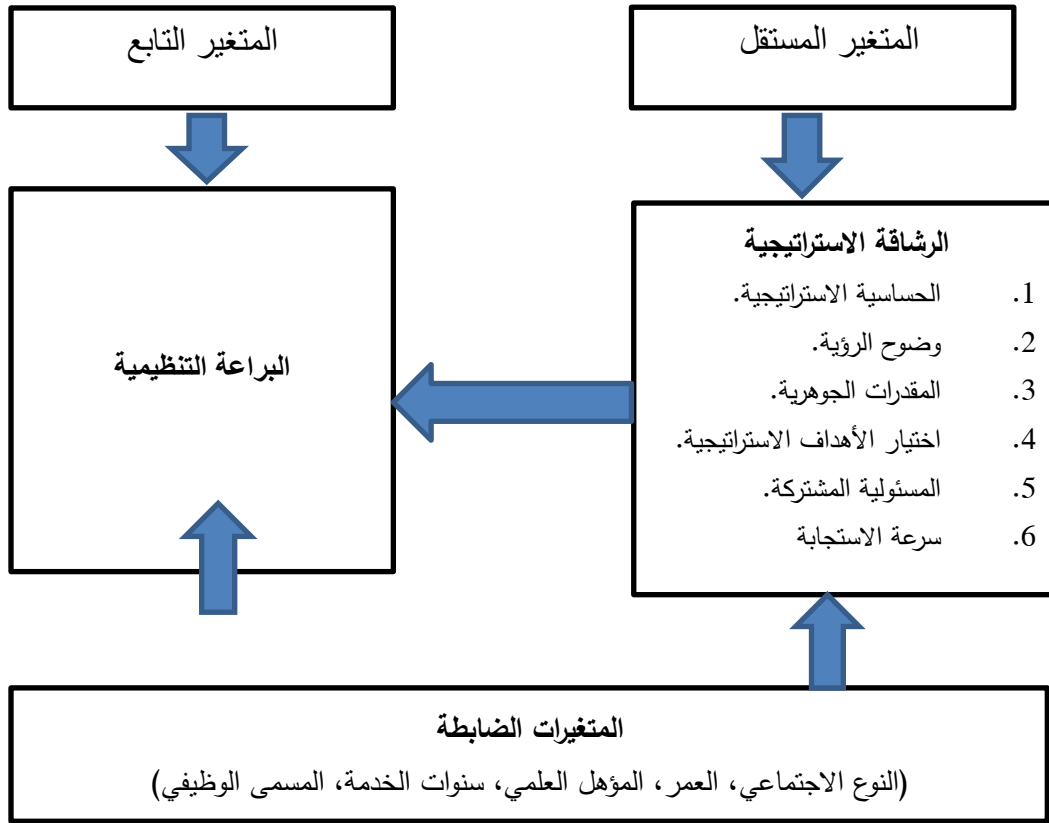 المتغير المستقل
المتغير التابع
الرشاقة الاستراتيجية
1. الحساسية الاستراتيجية.
2. وضوح الرؤية.
3. المقدرات الجوهرية.
4. اختيار الأهداف الاستراتيجية.
5. المسئولية المشتركة.
6. سرعة الاستجابة
البراعة التنظيمية
المتغيرات الضابطة
(النوع الاجتماعي، العمر، المؤهل العلمي، سنوات الخدمة، المسمى الوظيفي)